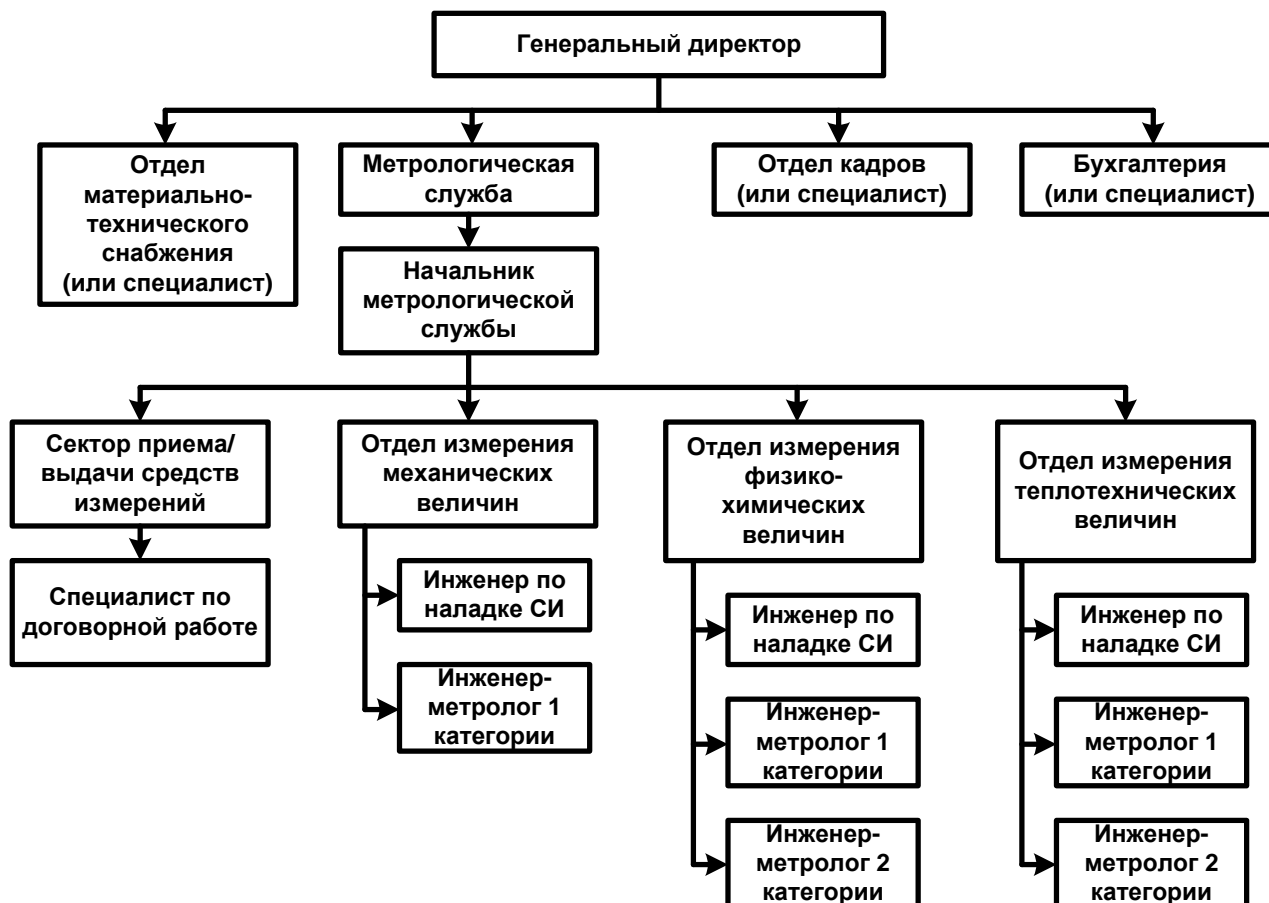 Генеральный директор
Отдел
материально-
технического
снабжения
(или специалист)
Метрологическая
служба
Отдел кадров
(или специалист)
Бухгалтерия
(или специалист)
Начальник
метрологической
службы
Сектор приема/
выдачи средств
измерений
Отдел измерения
механических
величин
Отдел измерения
физико-
химических
величин
Отдел измерения
теплотехнических
величин
Специалист по
договорной работе
Инженер по
наладке СИ
Инженер-
метролог 1
категории
Инженер по
наладке СИ
Инженер-
метролог 1
категории
Инженер-
метролог 2
категории
Инженер по
наладке СИ
Инженер-
метролог 1
категории
Инженер-
метролог 2
категории